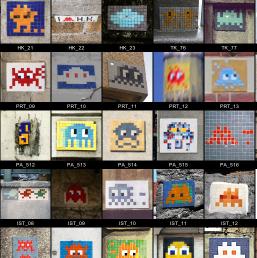 HK_21 HK_22 HK_23 TK_76 TK_77
PRT_09 PRT_10 PRT_11 PRT_12 PRT_13
PA_512 PA_513 PA_514 PA_515 PA_516
IST_08 IST_09 IST_10 IST_11 IST_12